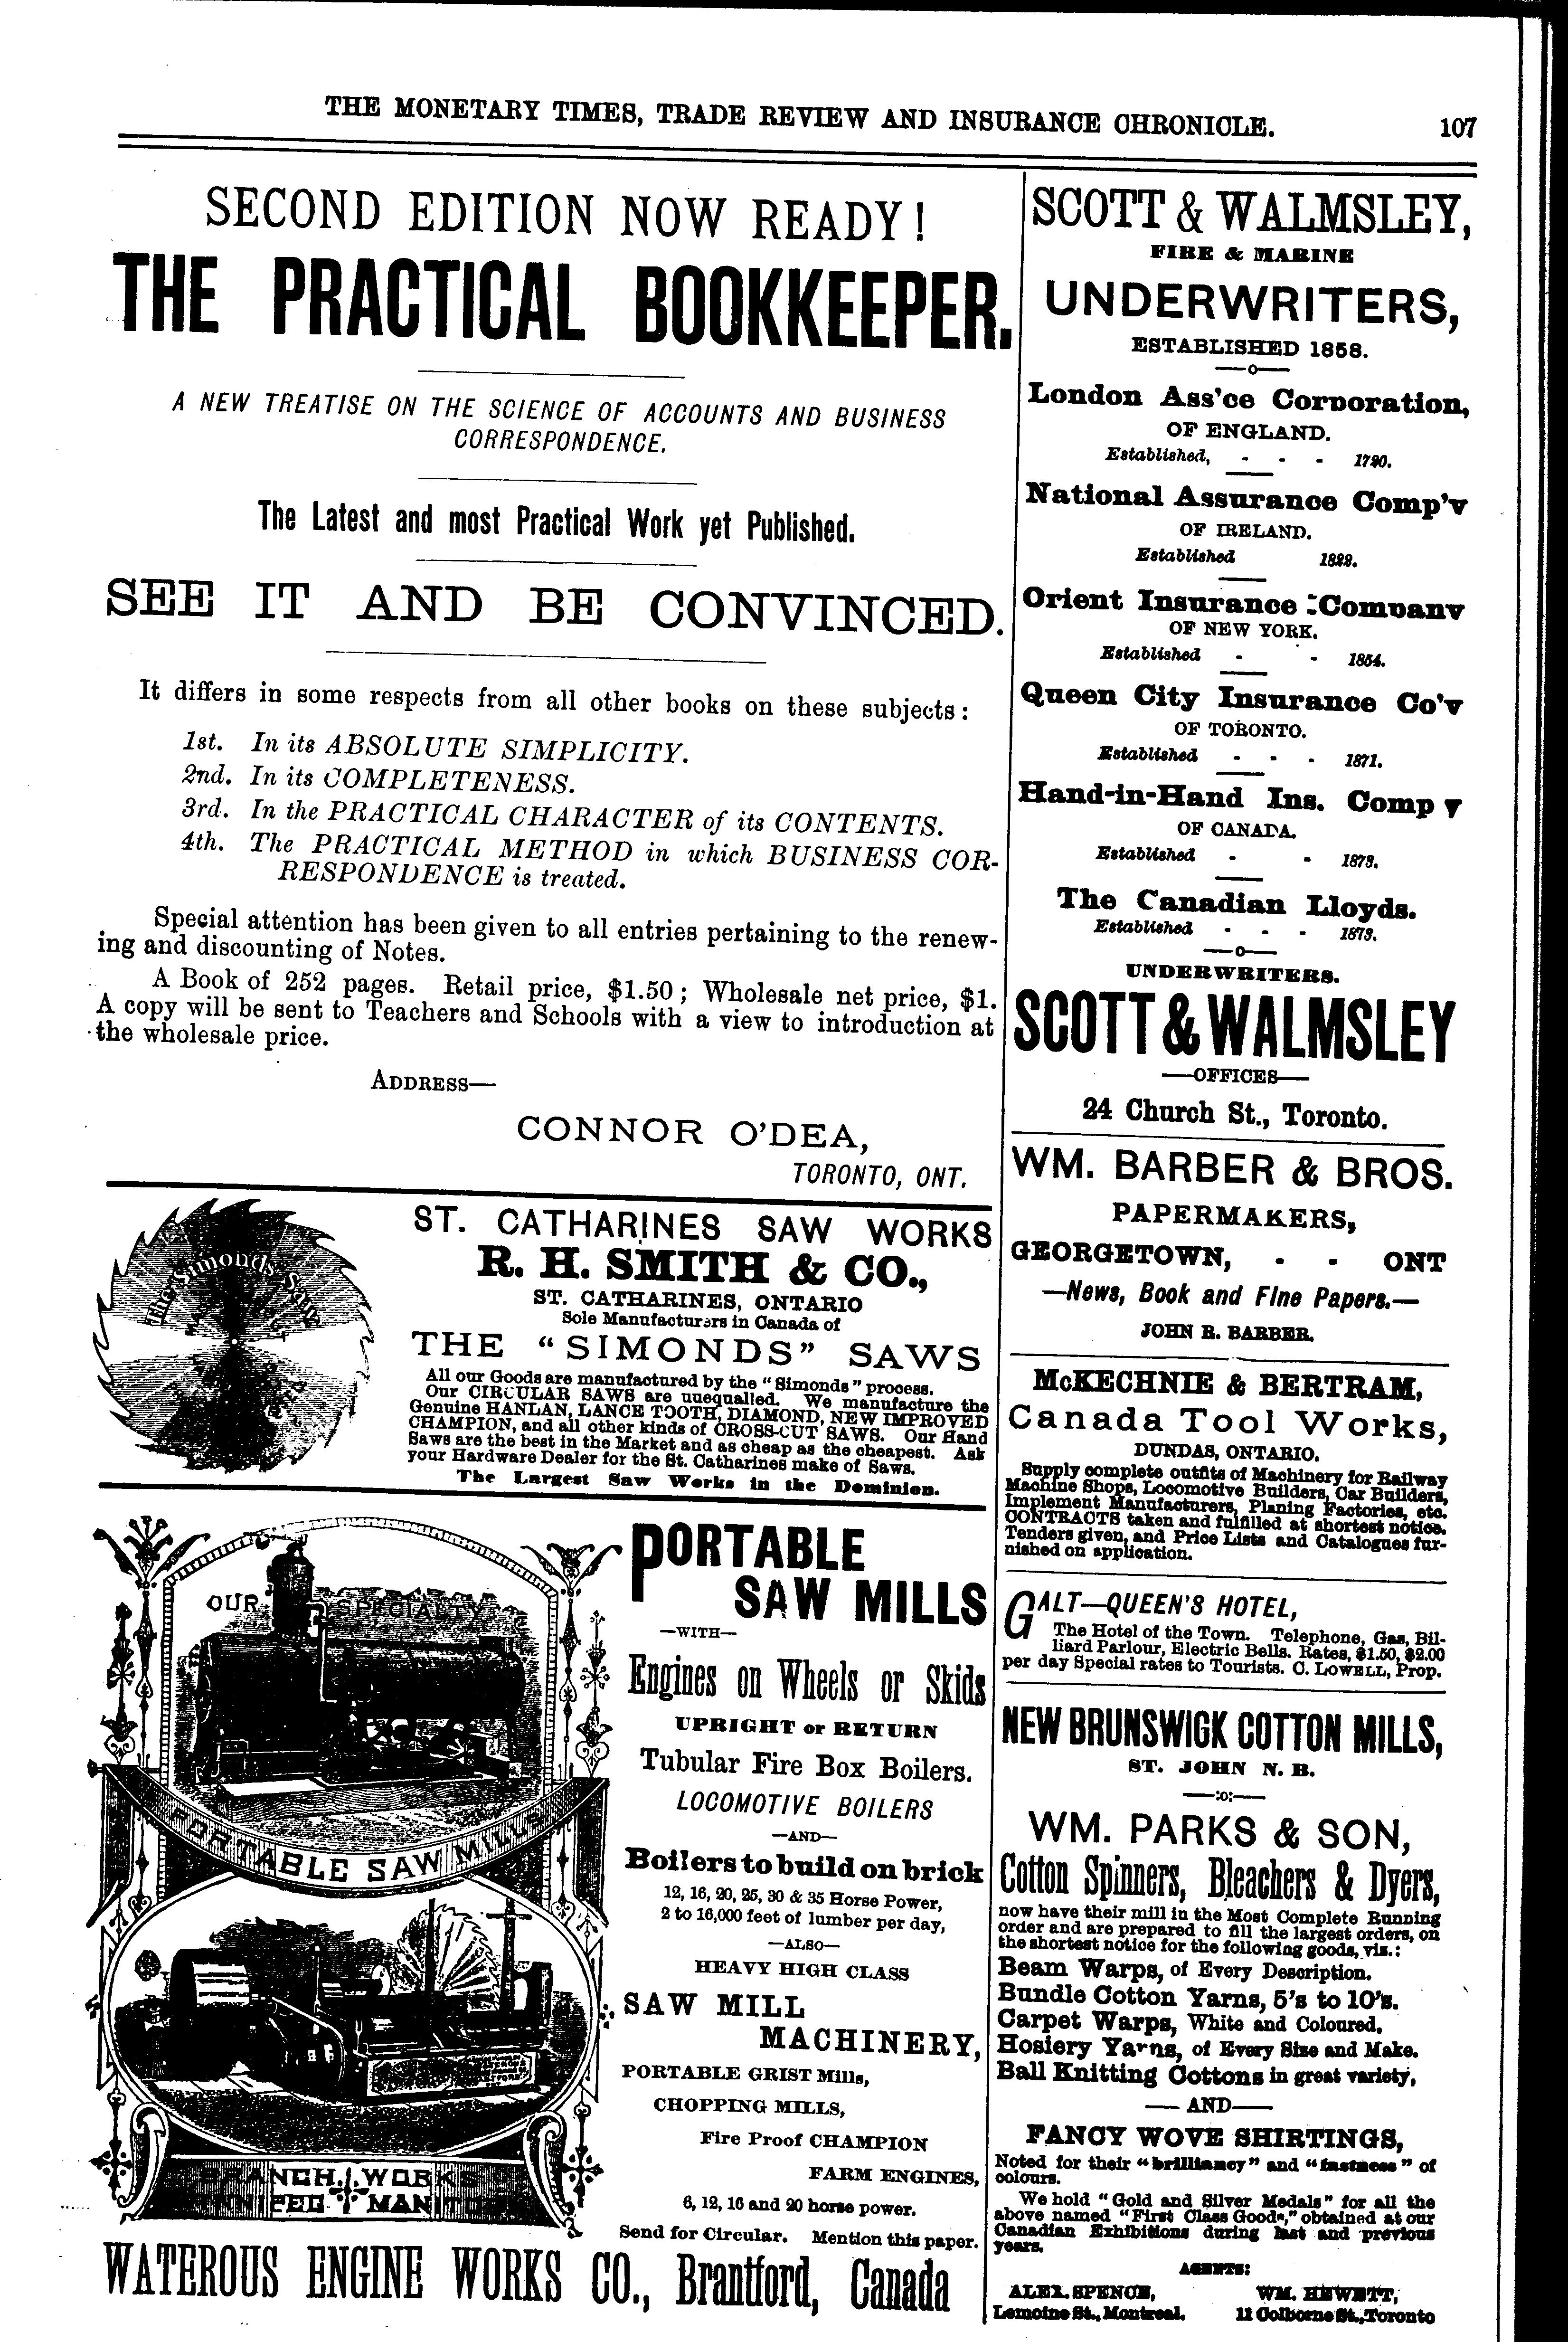 THE MONETARY TIMES, TRADE REVIEW AND INSURANCE CHRONICLE. 107
SECOND EDITION NOW READY!
THE PRACTICAL BOOKKEEPER.
A NEW TREATISE ON THE SCIENCE OF ACCOUNTS AND BUSINESS
CORRESPONDENCE.
The Latest and most Practical Work yet Published.
SEE IT AND BE CONVINCED.
It differs in some respects from all other books on these subjects:
1st. In its ABSOLUTE SIMPLICITY.
2nd. In its COMPLETENESS.
3rd. In the PRACTICAL CHARACTER of its CONTENTS.
4th. The PRACTICAL METHOD in which BUSINESS COR-
RESPONDENCE is treated.
Special attention has been given to all entries pertaining to the renew-
ing and discounting of Notes.
A Book of 252 pages. Retail price, $1.50; Wholesale net price, $1.
A copy will be sent to Teachers and Schools with a view to introduction at
the wholesale price.
ADDRESS—
CONNOR O'DEA,
TORONTO, ONT.
The Simonds Saw
ST. CATHARINES SAW WORKS
R. H. SMITH & CO.,
ST. CATHARINES, ONTARIO
Sole Manufacturers in Canada of
THE "SIMONDS" SAWS
All our Goods are manufactured by the "Simonds" process.
Our CIRCULAR SAWS are unequalled. We manufacture the
Genuine HANLAN, LANCE TOOTH, DIAMOND, NEW IMPROVED
CHAMPION, and all other kinds of CROSS-CUT SAWS. Our Hand
Saws are the best in the Market and as cheap as the cheapest. Ask
your Hardware Dealer for the St. Catharines make of Saws.
The Largest Saw Works in the Dominion.
OUR SPECIALTY
PORTABLE SAW MILLS
BRANCH WORKS
MANITO
PORTABLE
SAW MILLS
—WITH—
Engines on Wheels or Skids
UPRIGHT or RETURN
Tubular Fire Box Boilers.
LOCOMOTIVE BOILERS
—AND—
Boilers to build on brick
12, 16, 20, 25, 30 & 35 Horse Power,
2 to 16,000 feet of lumber per day,
—ALSO—
HEAVY HIGH CLASS
SAW MILL
MACHINERY,
PORTABLE GRIST Mills,
CHOPPING MILLS,
Fire Proof CHAMPION
FARM ENGINES,
6, 12, 16 and 20 horse power.
Send for Circular. Mention this paper.
WATEROUS ENGINE WORKS CO., Brantford, Canada
SCOTT & WALMSLEY,
FIRE & MARINE
UNDERWRITERS,
ESTABLISHED 1858.
—o—
London Ass'ce Corporation,
OF ENGLAND.
Established, - - - 1720.
National Assurance Comp'y
OF IRELAND.
Established 1822.
Orient Insurance Company
OF NEW YORK.
Established - - 1854.
Queen City Insurance Co'y
OF TORONTO.
Established - - - 1871.
Hand-in-Hand Ins. Comp y
OF CANADA.
Established - - 1873.
The Canadian Lloyds.
Established - - - 1873.
—o—
UNDERWRITERS.
SCOTT & WALMSLEY
—OFFICES—
24 Church St., Toronto.
WM. BARBER & BROS.
PAPERMAKERS,
GEORGETOWN, - - ONT
—News, Book and Fine Papers.—
JOHN R. BARBER.
McKECHNIE & BERTRAM,
Canada Tool Works,
DUNDAS, ONTARIO.
Supply complete outfits of Machinery for Railway
Machine Shops, Locomotive Builders, Car Builders,
Implement Manufacturers, Planing Factories, etc.
CONTRACTS taken and fulfilled at shortest notice.
Tenders given, and Price Lists and Catalogues fur-
nished on application.
GALT—QUEEN'S HOTEL,
The Hotel of the Town. Telephone, Gas, Bil-
liard Parlour, Electric Bells. Rates, $1.50, $2.00
per day Special rates to Tourists. C. LOWELL, Prop.
NEW BRUNSWICK COTTON MILLS,
ST. JOHN N. B.
—:o:—
WM. PARKS & SON,
Cotton Spinners, Bleachers & Dyers,
now have their mill in the Most Complete Running
order and are prepared to fill the largest orders, on
the shortest notice for the following goods, viz.:
Beam Warps, of Every Description.
Bundle Cotton Yarns, 5's to 10's.
Carpet Warps, White and Coloured.
Hosiery Yarns, of Every Size and Make.
Ball Knitting Cottons in great variety,
—AND—
FANCY WOVE SHIRTINGS,
Noted for their "brilliancy" and "fastness" of
colours.
We hold "Gold and Silver Medals" for all the
above named "First Class Goods," obtained at our
Canadian Exhibitions during last and previous
years.
AGENTS:
ALEX. SPENCE, WM. HEWETT,
Lemoine St., Montreal. 11 Colborne St., Toronto